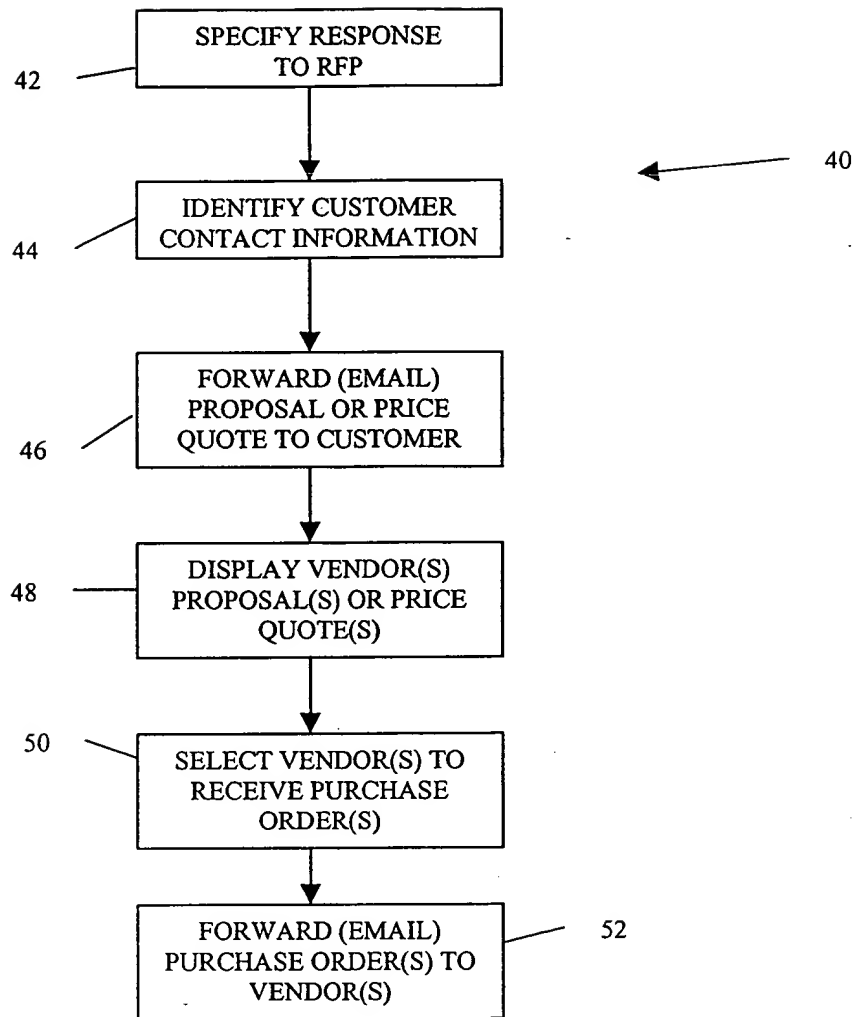 SPECIFY RESPONSE
TO RFP
42
40
IDENTIFY CUSTOMER
CONTACT INFORMATION
44
FORWARD (EMAIL)
PROPOSAL OR PRICE
QUOTE TO CUSTOMER
46
DISPLAY VENDOR(S)
PROPOSAL(S) OR PRICE
QUOTE(S)
48
50
SELECT VENDOR(S) TO
RECEIVE PURCHASE
ORDER(S)
FORWARD (EMAIL)
PURCHASE ORDER(S) TO
VENDOR(S)
52